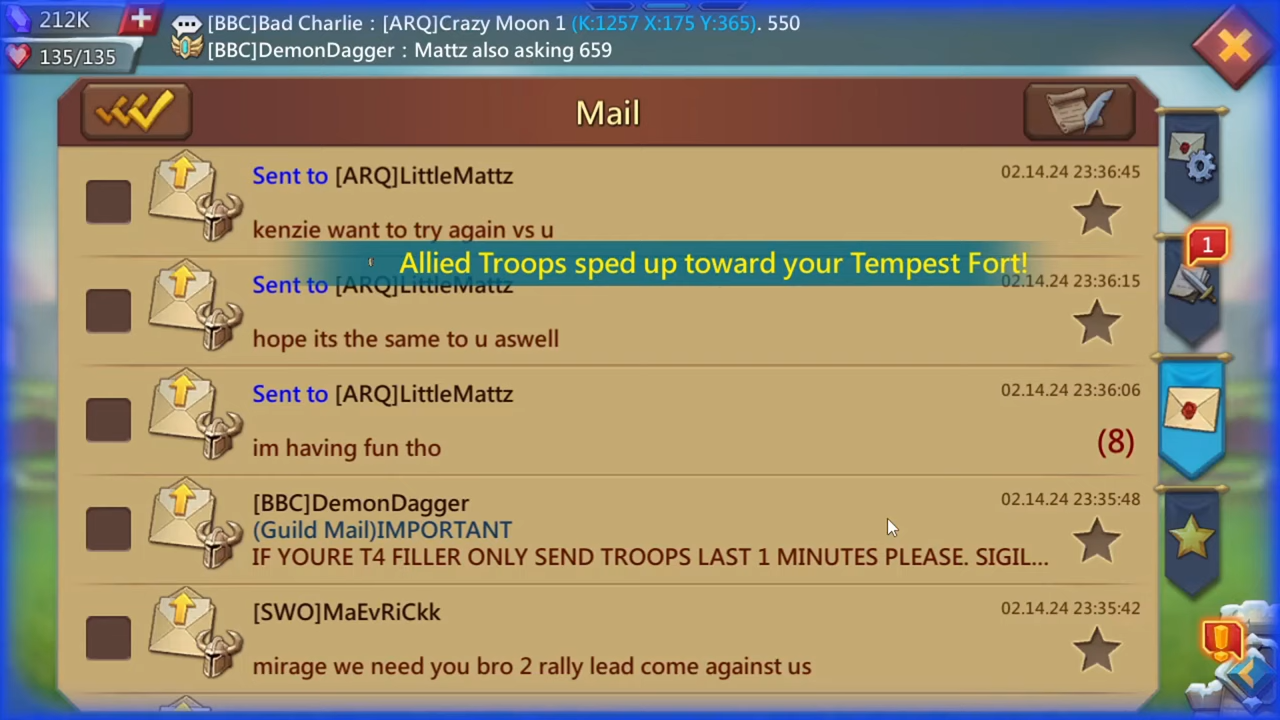 212K
[BBC]Bad Charlie : [ARQ]Crazy Moon 1 (K:1257 X:175 Y:365). 550
135/135
[BBC]DemonDagger : Mattz also asking 659
Mail
Sent to [ARQ]LittleMattz
02.14.24 23:36:45
kenzie want to try again vs u
1
Allied Troops sped up toward your Tempest Fort!
Sent to [ARQ]LittleMattz
02.14.24 23:36:15
hope its the same to u aswell
Sent to [ARQ]LittleMattz
02.14.24 23:36:06
im having fun tho
(8)
[BBC]DemonDagger
02.14.24 23:35:48
(Guild Mail)IMPORTANT
IF YOURE T4 FILLER ONLY SEND TROOPS LAST 1 MINUTES PLEASE. SIGIL...
[SWO]MaEvRiCkk
02.14.24 23:35:42
mirage we need you bro 2 rally lead come against us